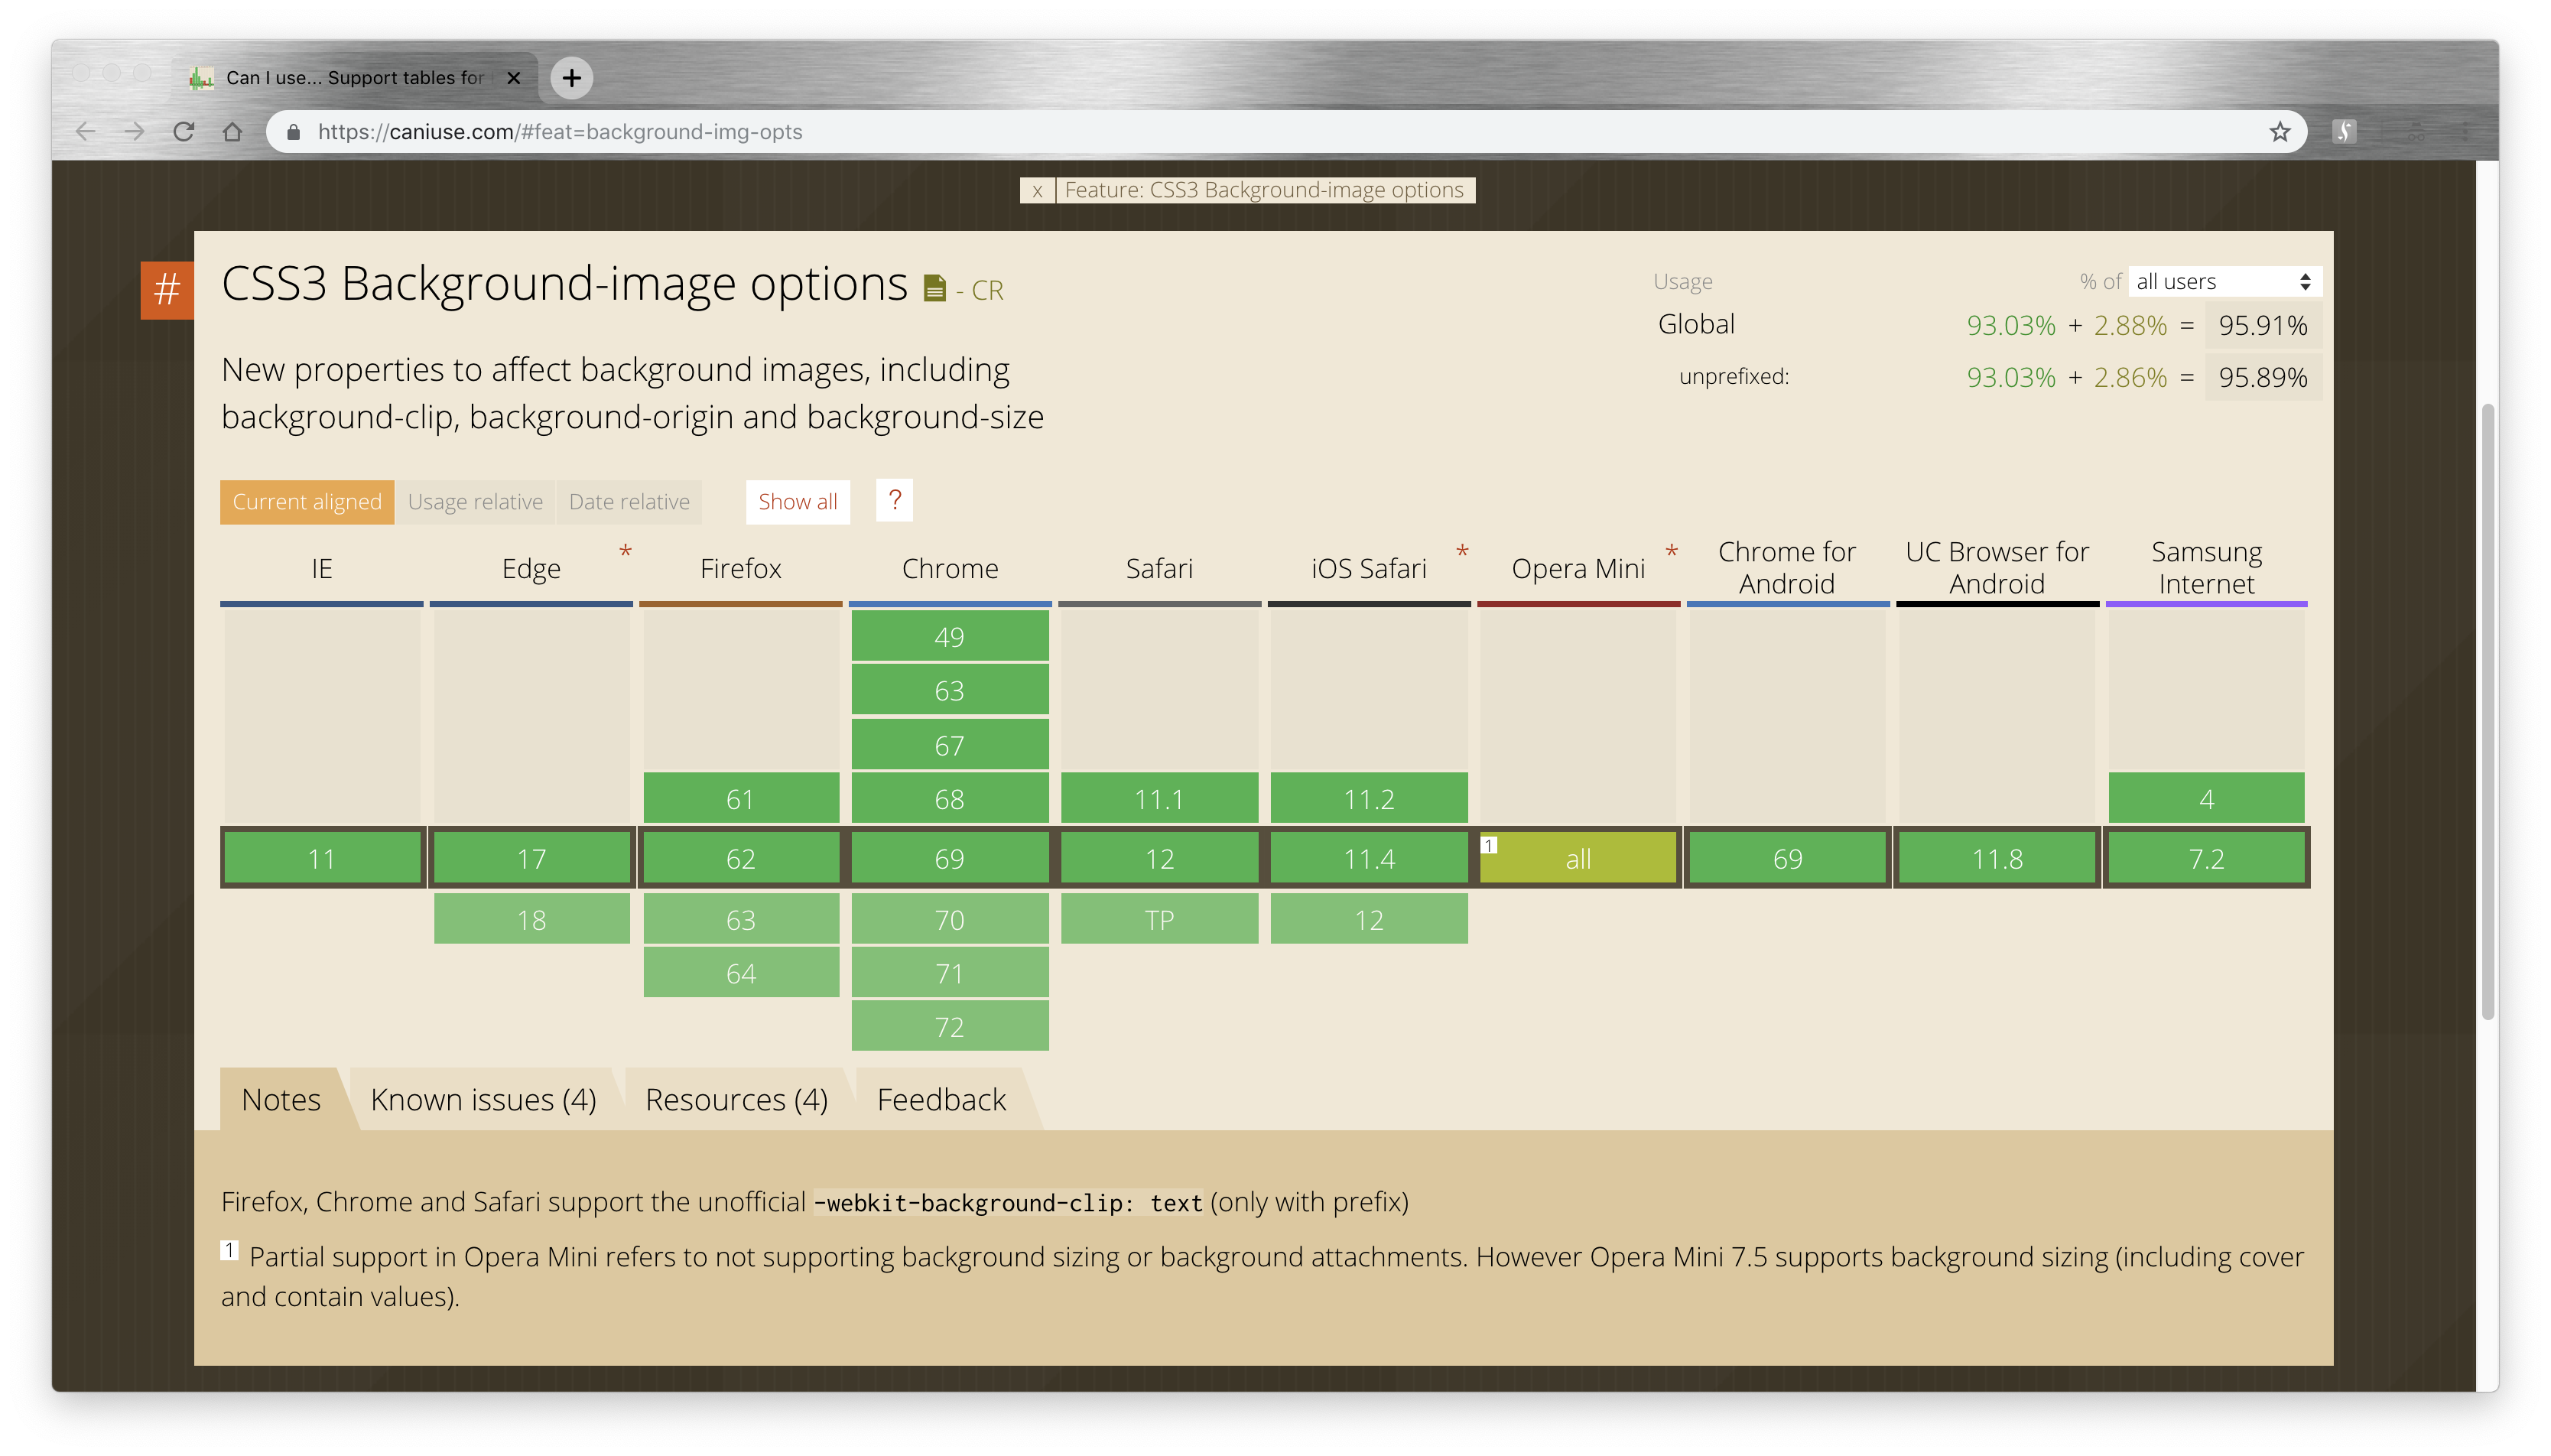 Can I use... Support tables for
https://caniuse.com/#feat=background-img-opts
x Feature: CSS3 Background-image options
# CSS3 Background-image options - CR
New properties to affect background images, including
background-clip, background-origin and background-size
Usage % of all users
Global 93.03% + 2.88% = 95.91%
unprefixed: 93.03% + 2.86% = 95.89%
Current aligned Usage relative Date relative Show all ?
IE Edge * Firefox Chrome Safari iOS Safari * Opera Mini * Chrome for Android UC Browser for Android Samsung Internet
49
63
67
61 68 11.1 11.2 4
11 17 62 69 12 11.4 1 all 69 11.8 7.2
18 63 70 TP 12
64 71
72
Notes Known issues (4) Resources (4) Feedback
Firefox, Chrome and Safari support the unofficial -webkit-background-clip: text (only with prefix)
1 Partial support in Opera Mini refers to not supporting background sizing or background attachments. However Opera Mini 7.5 supports background sizing (including cover
and contain values).